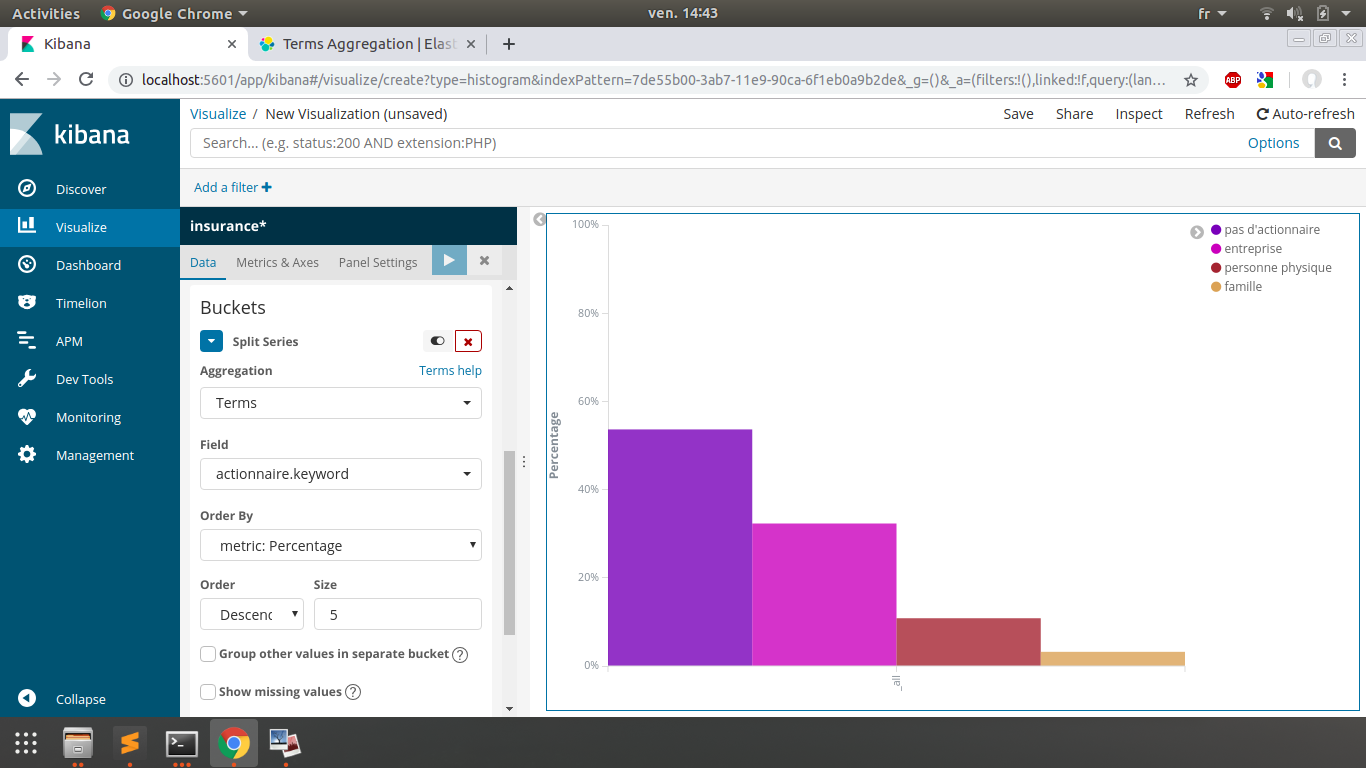 Activities Google Chrome ven. 14:43 fr
Kibana Terms Aggregation | Elast
localhost:5601/app/kibana#/visualize/create?type=histogram&indexPattern=7de55b00-3ab7-11e9-90ca-6f1eb0a9b2de&_g=()&_a=(filters:!(),linked:!f,query:(lan... ABP
kibana
Discover
Visualize
Dashboard
Timelion
APM
Dev Tools
Monitoring
Management
Collapse
Visualize / New Visualization (unsaved) Save Share Inspect Refresh Auto-refresh
Search... (e.g. status:200 AND extension:PHP) Options
Add a filter
insurance*
Data Metrics & Axes Panel Settings
Buckets
Split Series
Aggregation Terms help
Terms
Field
actionnaire.keyword
Order By
metric: Percentage
Order Size
Descenc 5
Group other values in separate bucket ?
Show missing values ?
100%
80%
60%
40%
20%
0%
Percentage
_all
pas d'actionnaire
entreprise
personne physique
famille